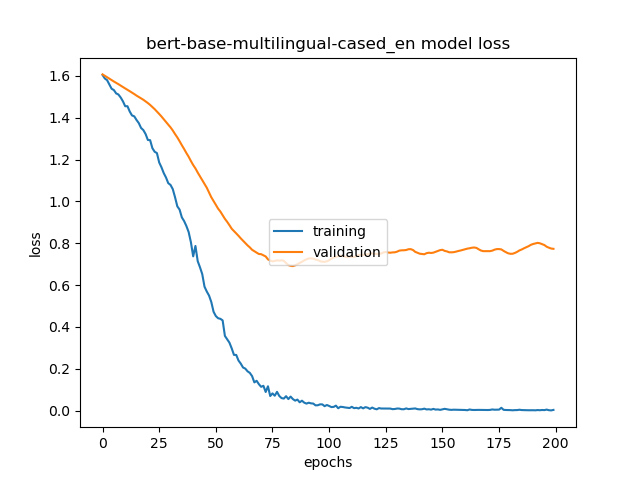 bert-base-multilingual-cased_en model loss
loss
1.6
1.4
1.2
1.0
0.8
0.6
0.4
0.2
0.0
training
validation
0 25 50 75 100 125 150 175 200
epochs